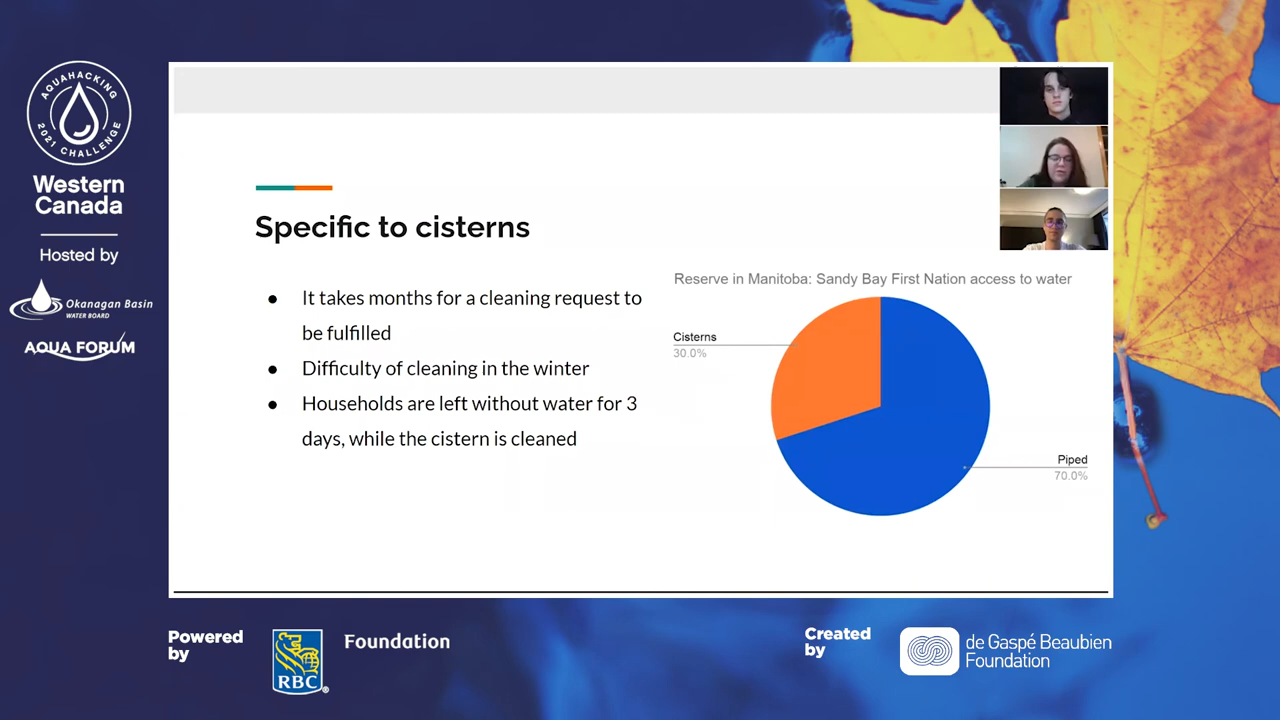 AQUAHACKING
2021 CHALLENGE
Western
Canada
Hosted by
Okanagan Basin
WATER BOARD
AQUA FORUM
Specific to cisterns
● It takes months for a cleaning request to
be fulfilled
● Difficulty of cleaning in the winter
● Households are left without water for 3
days, while the cistern is cleaned
Reserve in Manitoba: Sandy Bay First Nation access to water
Cisterns
30.0%
Piped
70.0%
Powered
by
RBC®
Foundation
Created
by
de Gaspé Beaubien
Foundation